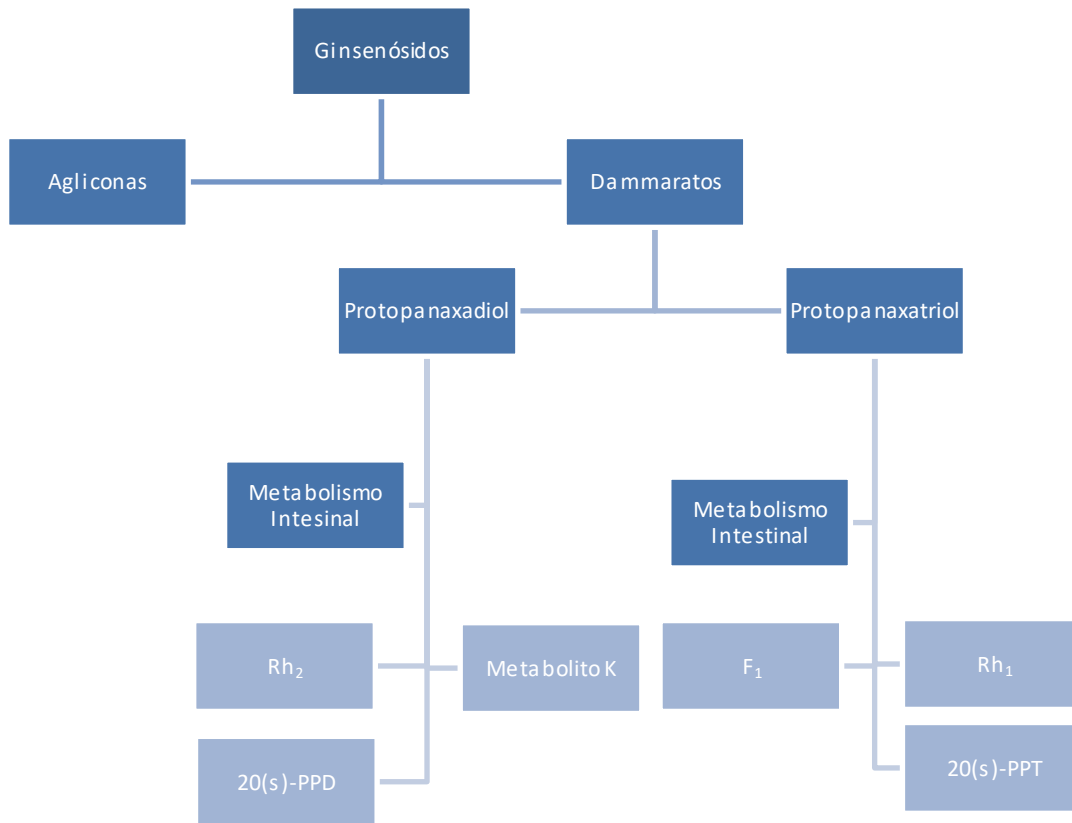 Ginsenósidos
Agliconas
Dammaratos
Protopanaxadiol
Protopanaxatriol
Metabolismo
Intesinal
Metabolismo
Intestinal
Rh₂
Metabolito K
F₁
Rh₁
20(s)-PPD
20(s)-PPT